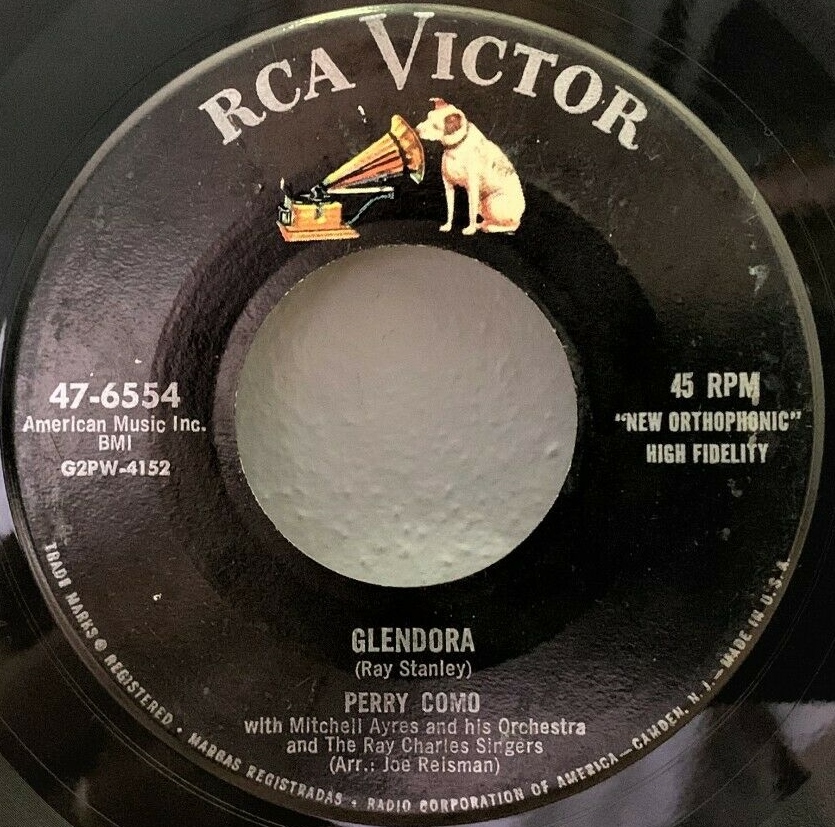 RCA VICTOR
47-6554
American Music Inc.
BMI
G2PW-4152
45 RPM
"NEW ORTHOPHONIC"
HIGH FIDELITY
GLENDORA
(Ray Stanley)
PERRY COMO
with Mitchell Ayres and his Orchestra
and The Ray Charles Singers
(Arr.: Joe Reisman)
TRADE MARKS ® REGISTERED • MARCAS REGISTRADAS • RADIO CORPORATION OF AMERICA—CAMDEN, N. J.—MADE IN U.S.A.